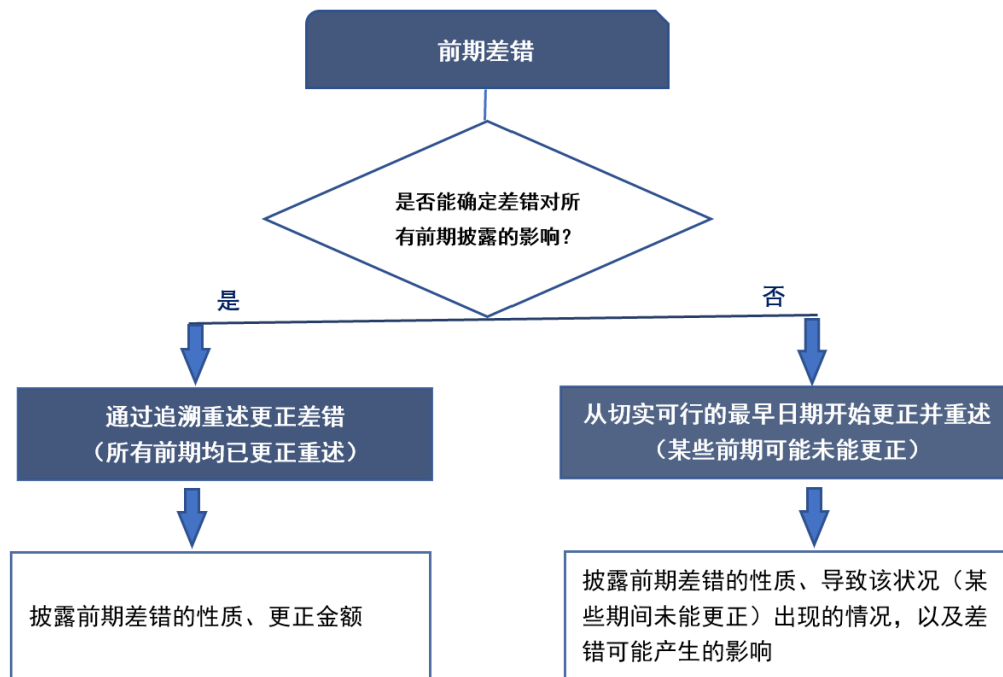 前期差错
是否能确定差错对所
有前期披露的影响？
是
否
通过追溯重述更正差错
（所有前期均已更正重述）
从切实可行的最早日期开始更正并重述
（某些前期可能未能更正）
披露前期差错的性质、更正金额
披露前期差错的性质、导致该状况（某
些期间未能更正）出现的情况，以及差
错可能产生的影响